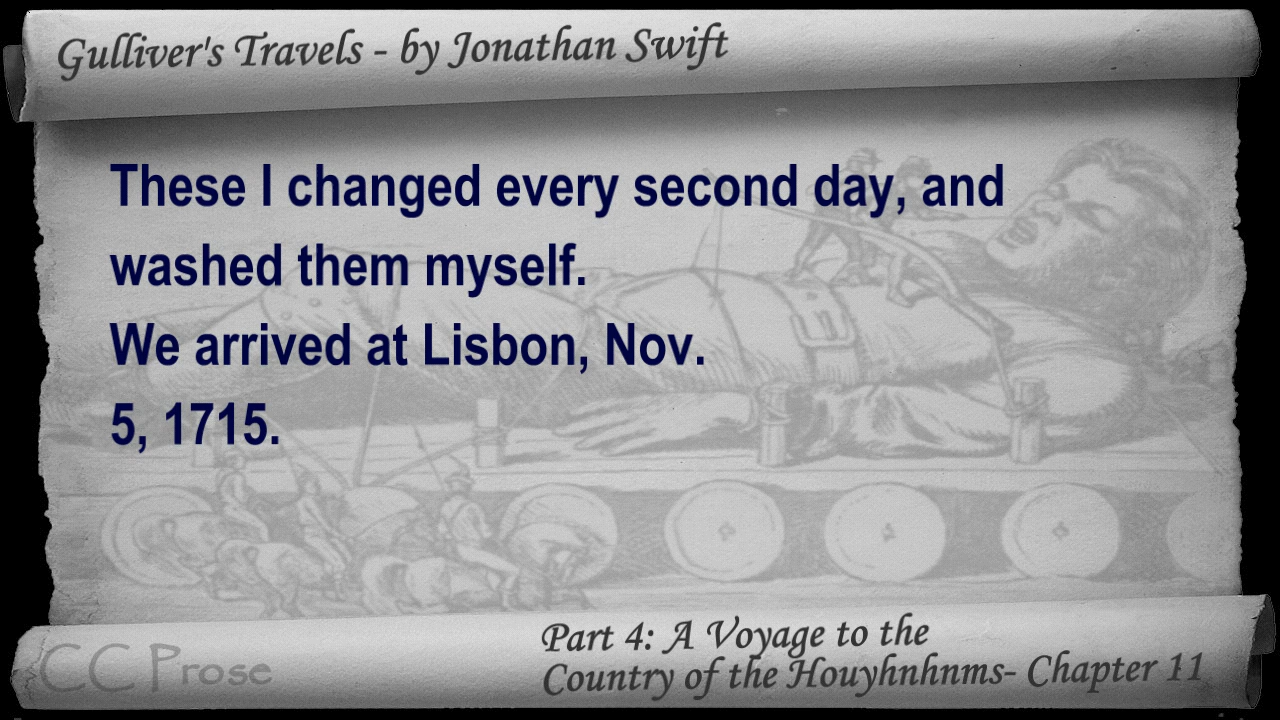 Gulliver's Travels - by Jonathan Swift
These I changed every second day, and
washed them myself.
We arrived at Lisbon, Nov.
5, 1715.
Part 4: A Voyage to the
Country of the Houyhnhnms- Chapter 11
CC Prose